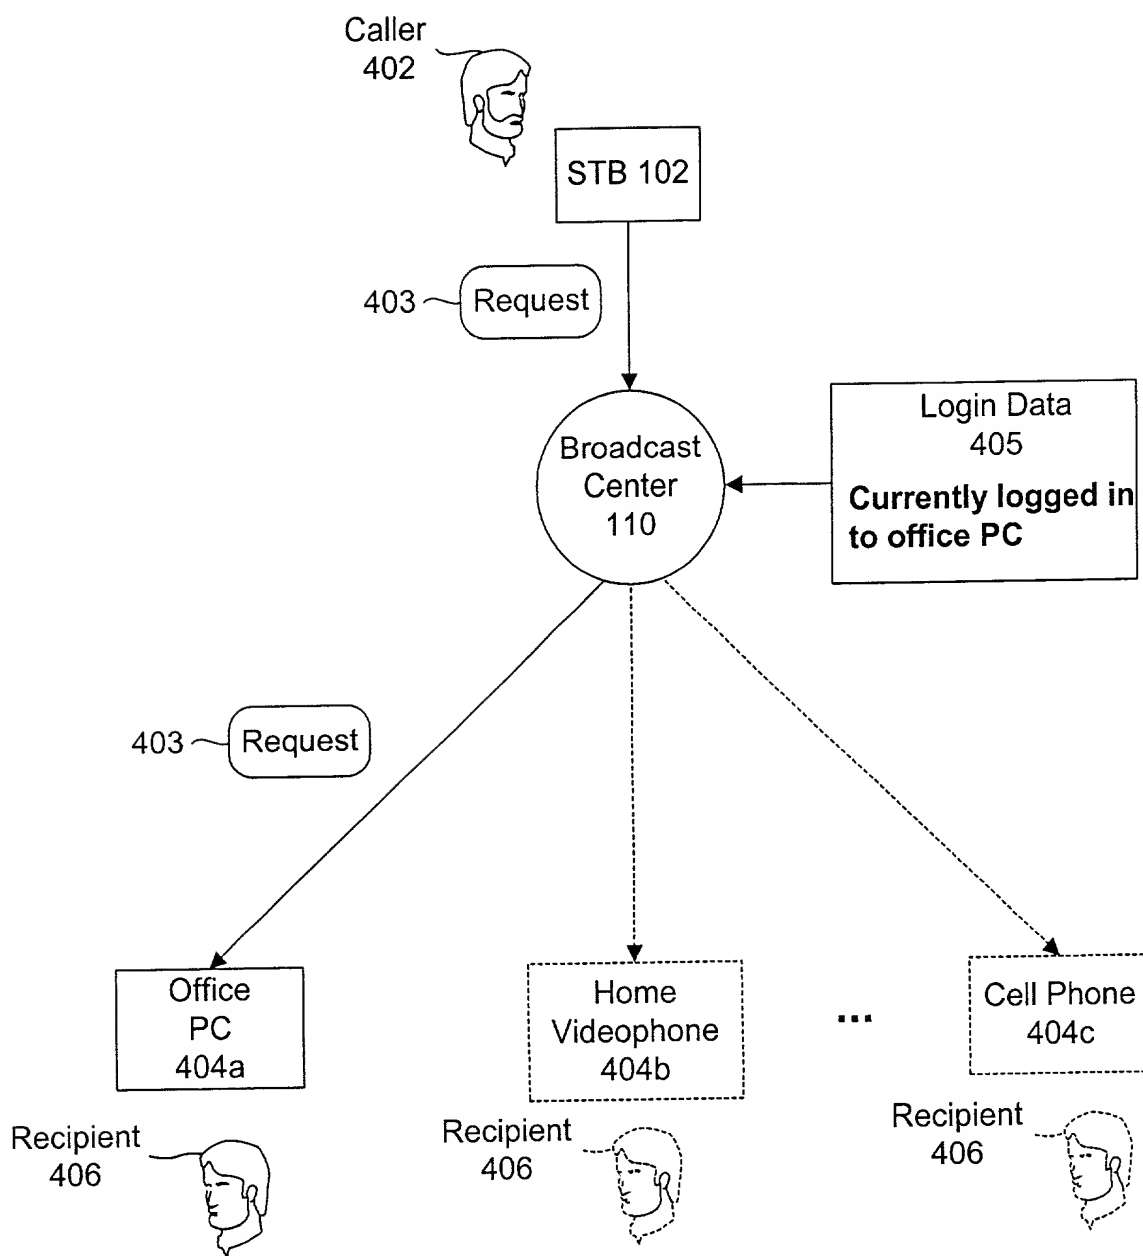 Caller
402
STB 102
403
Request
Login Data
405
Currently logged in
to office PC
Broadcast
Center
110
403
Request
Office
PC
404a
Home
Videophone
404b
...
Cell Phone
404c
Recipient
406
Recipient
406
Recipient
406